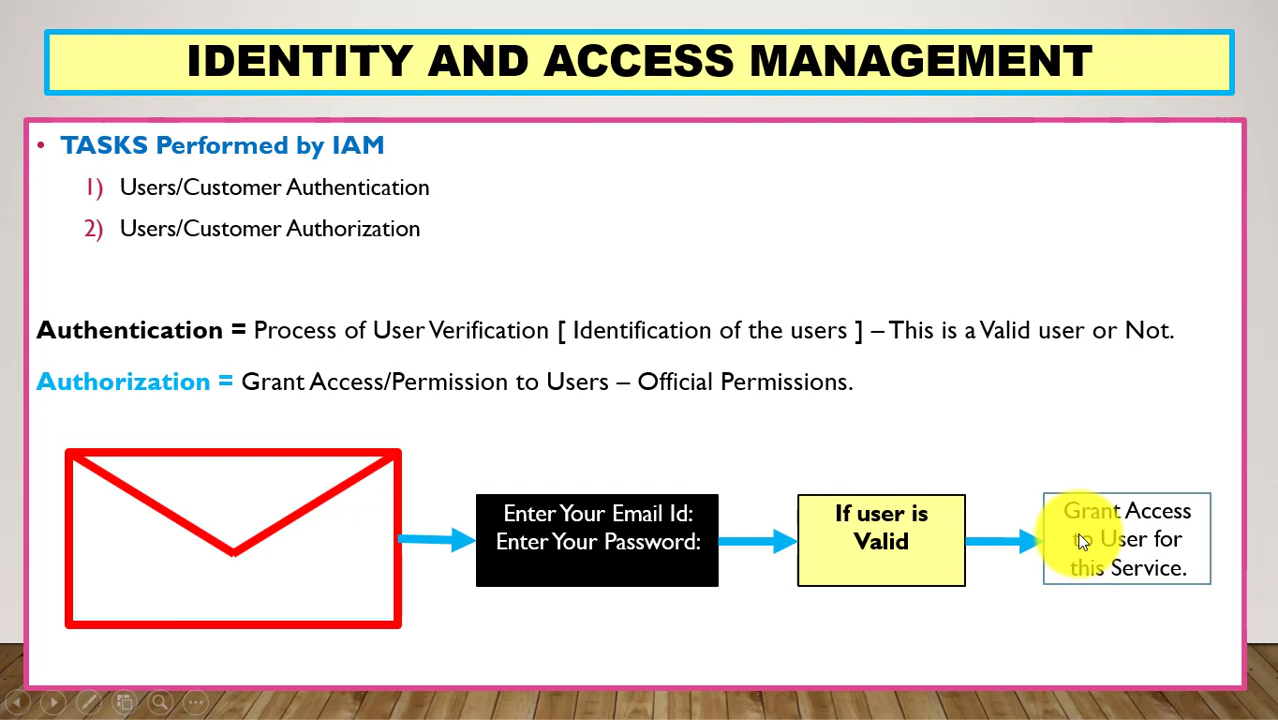 IDENTITY AND ACCESS MANAGEMENT
• TASKS Performed by IAM
1) Users/Customer Authentication
2) Users/Customer Authorization
Authentication = Process of User Verification [ Identification of the users ] – This is a Valid user or Not.
Authorization = Grant Access/Permission to Users – Official Permissions.
Enter Your Email Id:
Enter Your Password:
If user is
Valid
Grant Access
to User for
this Service.